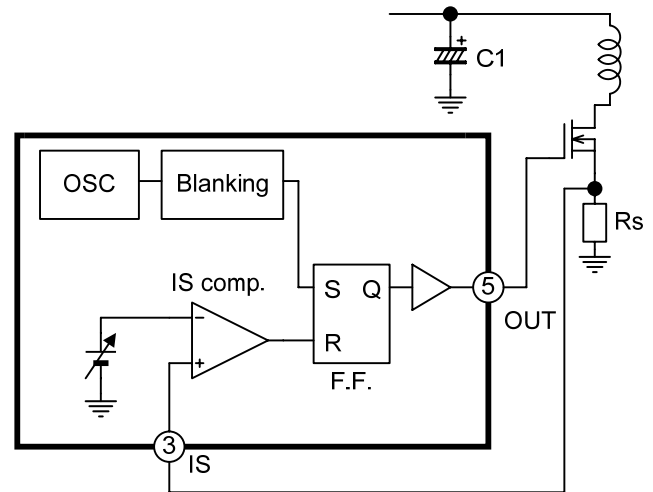 +
C1
OSC
Blanking
Rs
IS comp.
S
Q
5
OUT
−
+
R
F.F.
3
IS